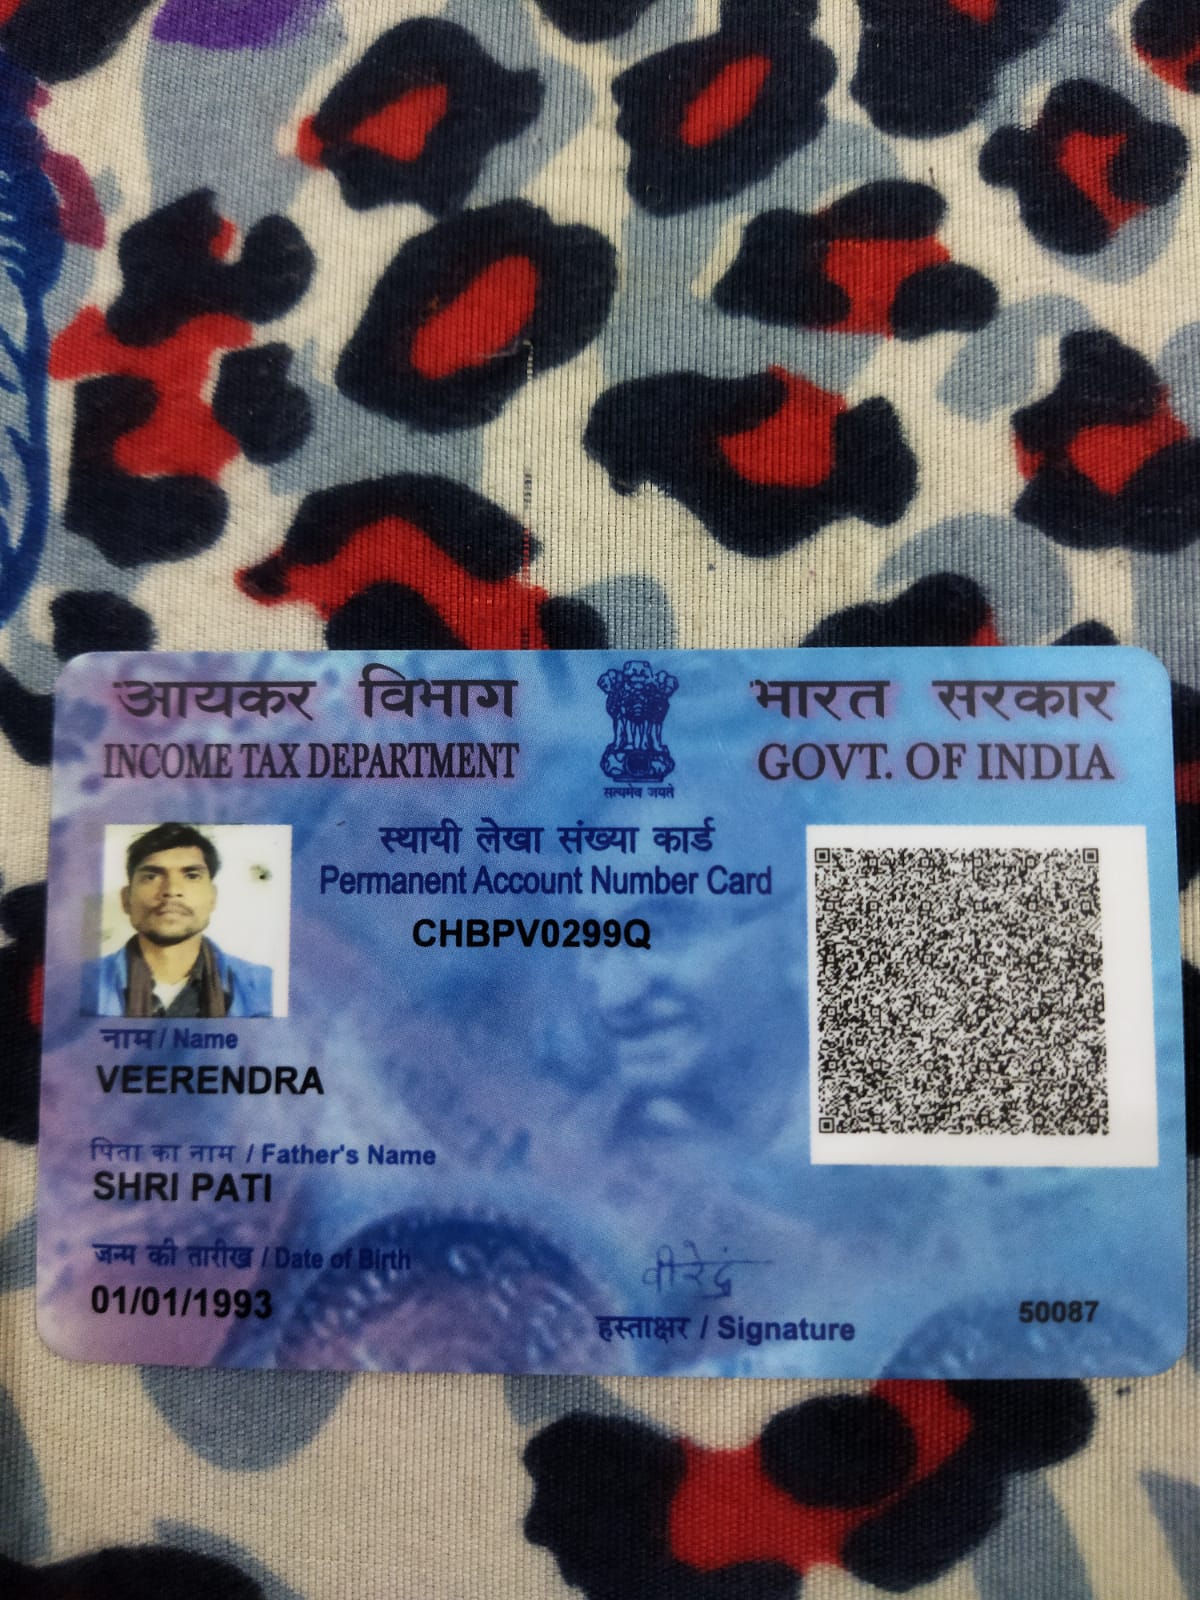 आयकर विभाग
INCOME TAX DEPARTMENT
सत्यमेव जयते
भारत सरकार
GOVT. OF INDIA
स्थायी लेखा संख्या कार्ड
Permanent Account Number Card
CHBPV0299Q
नाम / Name
VEERENDRA
पिता का नाम / Father's Name
SHRI PATI
जन्म की तारीख / Date of Birth
01/01/1993
वीरेंद्र
हस्ताक्षर / Signature
50087